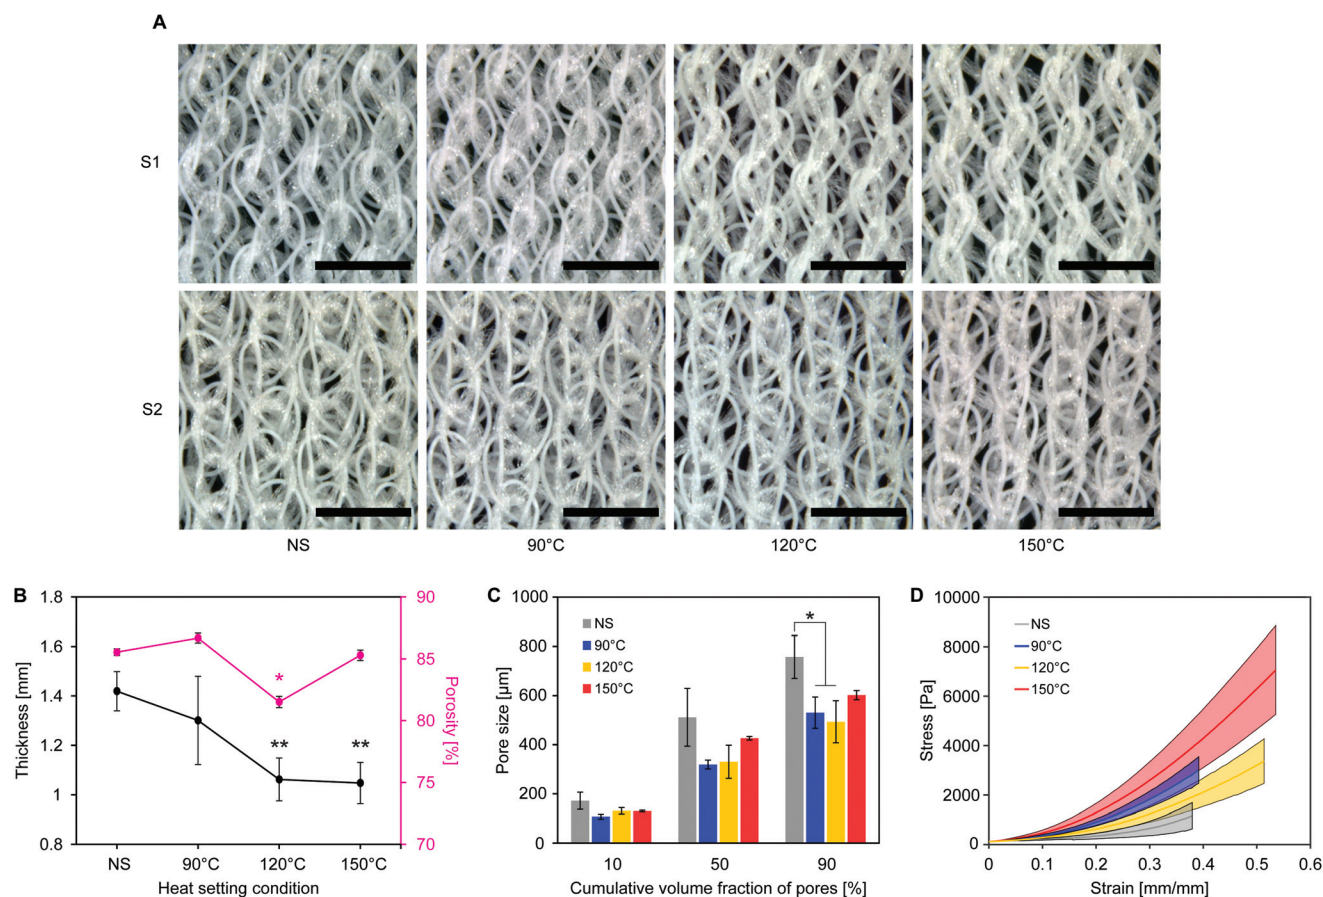 A
S1
S2
NS 90°C 120°C 150°C
B
1.8
1.6
1.4
1.2
1
0.8
Thickness [mm]
90
85
80
75
70
Porosity [%]
*
** **
NS 90°C 120°C 150°C
Heat setting condition
C
1000
800
600
400
200
0
Pore size [µm]
NS
90°C
120°C
150°C
*
10 50 90
Cumulative volume fraction of pores [%]
D
10000
8000
6000
4000
2000
0
Stress [Pa]
NS
90°C
120°C
150°C
0 0.1 0.2 0.3 0.4 0.5 0.6
Strain [mm/mm]